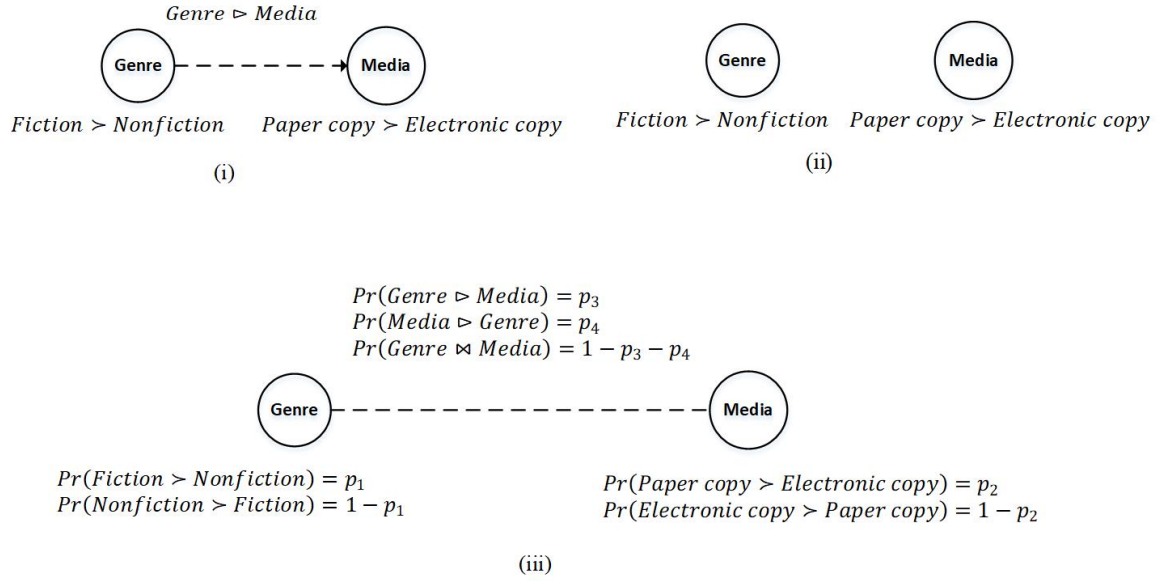 Genre ⊳ Media
Genre
Media
Fiction ≻ Nonfiction
Paper copy ≻ Electronic copy
(i)
Genre
Media
Fiction ≻ Nonfiction
Paper copy ≻ Electronic copy
(ii)
Pr(Genre ⊳ Media) = p₃
Pr(Media ⊳ Genre) = p₄
Pr(Genre ⋈ Media) = 1 − p₃ − p₄
Genre
Media
Pr(Fiction ≻ Nonfiction) = p₁
Pr(Nonfiction ≻ Fiction) = 1 − p₁
Pr(Paper copy ≻ Electronic copy) = p₂
Pr(Electronic copy ≻ Paper copy) = 1 − p₂
(iii)